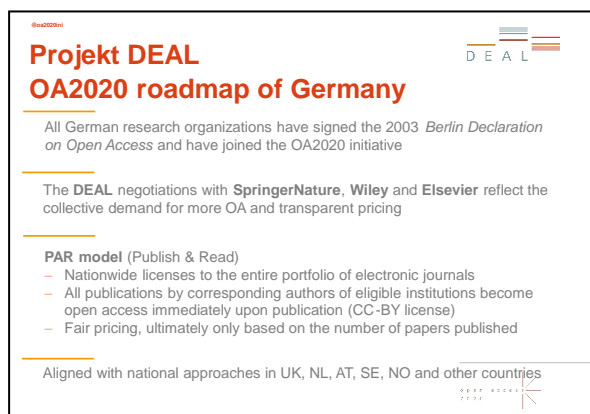 @oa2020ini
Projekt DEAL
OA2020 roadmap of Germany
D E A L
All German research organizations have signed the 2003 Berlin Declaration
on Open Access and have joined the OA2020 initiative
The DEAL negotiations with SpringerNature, Wiley and Elsevier reflect the
collective demand for more OA and transparent pricing
PAR model (Publish & Read)
– Nationwide licenses to the entire portfolio of electronic journals
– All publications by corresponding authors of eligible institutions become
open access immediately upon publication (CC-BY license)
– Fair pricing, ultimately only based on the number of papers published
Aligned with national approaches in UK, NL, AT, SE, NO and other countries
open access